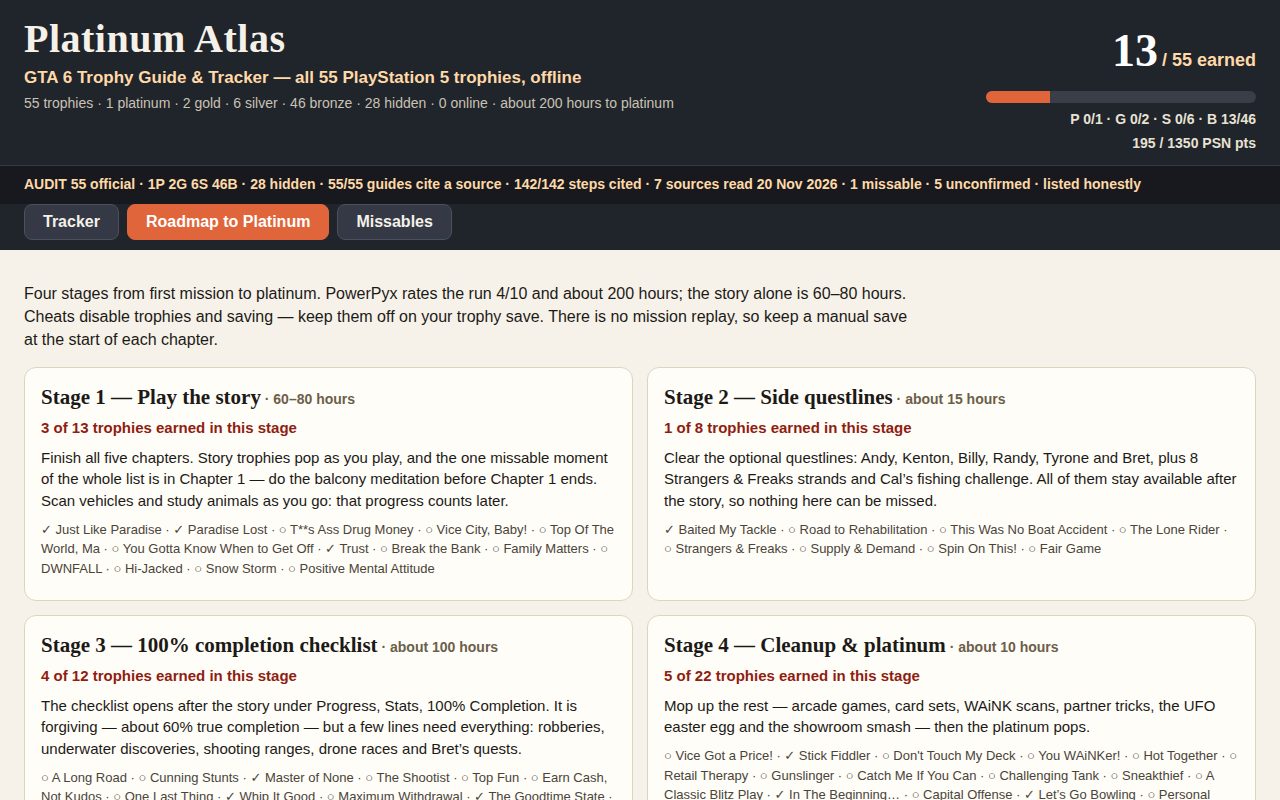 Platinum Atlas
GTA 6 Trophy Guide & Tracker — all 55 PlayStation 5 trophies, offline
55 trophies · 1 platinum · 2 gold · 6 silver · 46 bronze · 28 hidden · 0 online · about 200 hours to platinum
13 / 55 earned
P 0/1 · G 0/2 · S 0/6 · B 13/46
195 / 1350 PSN pts
AUDIT 55 official · 1P 2G 6S 46B · 28 hidden · 55/55 guides cite a source · 142/142 steps cited · 7 sources read 20 Nov 2026 · 1 missable · 5 unconfirmed · listed honestly
Tracker
Roadmap to Platinum
Missables
Four stages from first mission to platinum. PowerPyx rates the run 4/10 and about 200 hours; the story alone is 60–80 hours.
Cheats disable trophies and saving — keep them off on your trophy save. There is no mission replay, so keep a manual save
at the start of each chapter.
Stage 1 — Play the story · 60–80 hours
3 of 13 trophies earned in this stage
Finish all five chapters. Story trophies pop as you play, and the one missable moment
of the whole list is in Chapter 1 — do the balcony meditation before Chapter 1 ends.
Scan vehicles and study animals as you go: that progress counts later.
✓ Just Like Paradise · ✓ Paradise Lost · ○ T**s Ass Drug Money · ○ Vice City, Baby! · ○ Top Of The
World, Ma · ○ You Gotta Know When to Get Off · ✓ Trust · ○ Break the Bank · ○ Family Matters · ○
DWNFALL · ○ Hi-Jacked · ○ Snow Storm · ○ Positive Mental Attitude
Stage 2 — Side questlines · about 15 hours
1 of 8 trophies earned in this stage
Clear the optional questlines: Andy, Kenton, Billy, Randy, Tyrone and Bret, plus 8
Strangers & Freaks strands and Cal’s fishing challenge. All of them stay available after
the story, so nothing here can be missed.
✓ Baited My Tackle · ○ Road to Rehabilitation · ○ This Was No Boat Accident · ○ The Lone Rider ·
○ Strangers & Freaks · ○ Supply & Demand · ○ Spin On This! · ○ Fair Game
Stage 3 — 100% completion checklist · about 100 hours
4 of 12 trophies earned in this stage
The checklist opens after the story under Progress, Stats, 100% Completion. It is
forgiving — about 60% true completion — but a few lines need everything: robberies,
underwater discoveries, shooting ranges, drone races and Bret’s quests.
○ A Long Road · ○ Cunning Stunts · ✓ Master of None · ○ The Shootist · ○ Top Fun · ○ Earn Cash,
Not Kudos · ○ One Last Thing · ✓ Whip It Good · ○ Maximum Withdrawal · ✓ The Goodtime State ·
Stage 4 — Cleanup & platinum · about 10 hours
5 of 22 trophies earned in this stage
Mop up the rest — arcade games, card sets, WAiNK scans, partner tricks, the UFO
easter egg and the showroom smash — then the platinum pops.
○ Vice Got a Price! · ✓ Stick Fiddler · ○ Don't Touch My Deck · ○ You WAiNKer! · ○ Hot Together · ○
Retail Therapy · ○ Gunslinger · ○ Catch Me If You Can · ○ Challenging Tank · ○ Sneakthief · ○ A
Classic Blitz Play · ✓ In The Beginning… · ○ Capital Offense · ✓ Let's Go Bowling · ○ Personal